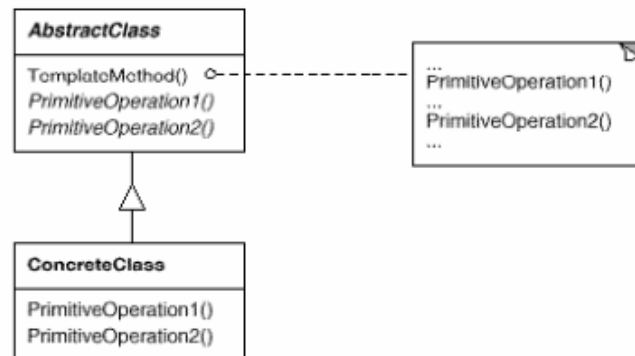 AbstractClass
TemplateMethod()
PrimitiveOperation1()
PrimitiveOperation2()
...
PrimitiveOperation1()
...
PrimitiveOperation2()
...
ConcreteClass
PrimitiveOperation1()
PrimitiveOperation2()